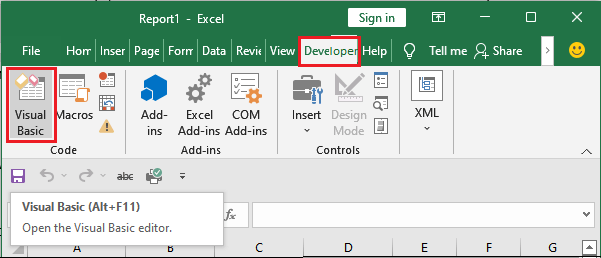 Report1 - Excel
Sign in
File Hom Inser Page Form Data Revie View Developer Help Tell me Share
Visual Basic
Macros
Add-ins
Excel Add-ins
COM Add-ins
Insert
Design Mode
XML
Code
Add-ins
Controls
abc
Visual Basic (Alt+F11)
Open the Visual Basic editor.
fx
A B C D E F G